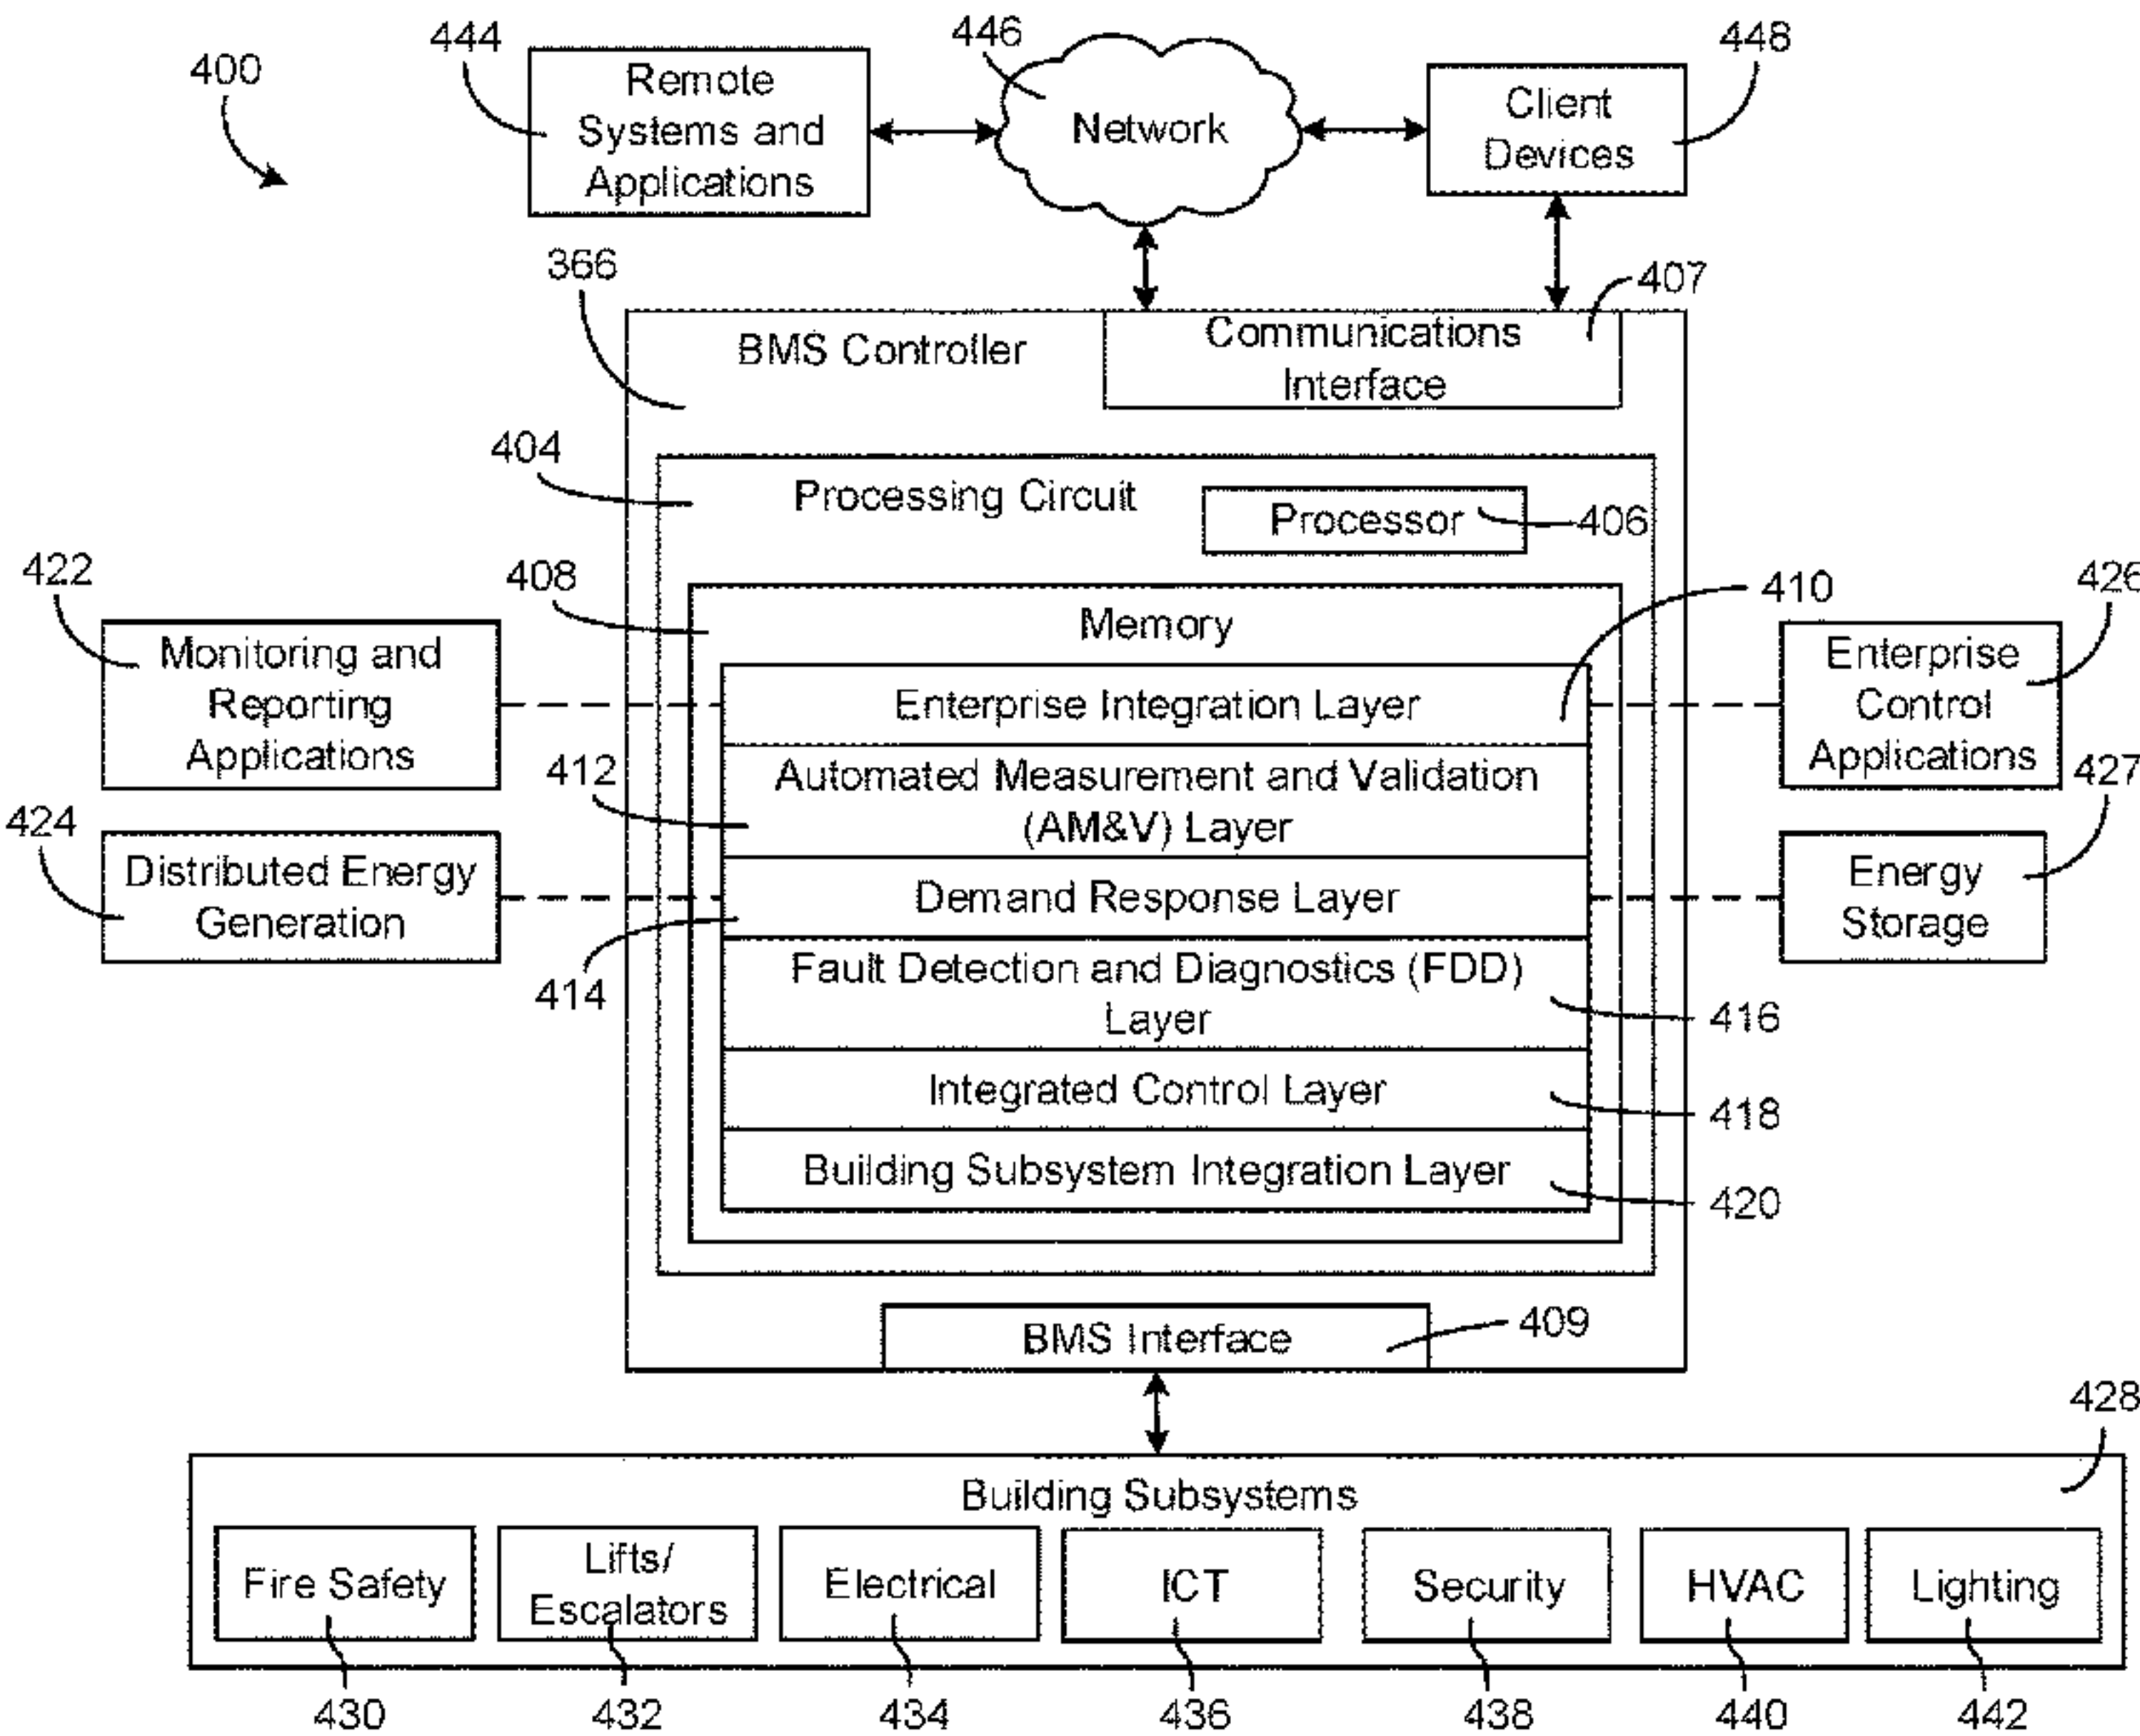 400
444
Remote
Systems and
Applications
446
Network
448
Client
Devices
366
BMS Controller
Communications
Interface
407
404
Processing Circuit
Processor
406
408
Memory
410
422
Monitoring and
Reporting
Applications
Enterprise Integration Layer
426
Enterprise
Control
Applications
412
Automated Measurement and Validation
(AM&V) Layer
427
424
Distributed Energy
Generation
Demand Response Layer
Energy
Storage
414
Fault Detection and Diagnostics (FDD)
Layer
416
Integrated Control Layer
418
Building Subsystem Integration Layer
420
BMS Interface
409
428
Building Subsystems
Fire Safety
Lifts/
Escalators
Electrical
ICT
Security
HVAC
Lighting
430
432
434
436
438
440
442